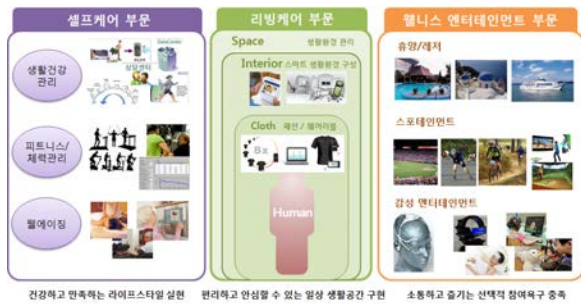 셀프케어 부문
생활건강
관리
상담센터
피트니스/
체력관리
웰에이징
건강하고 만족하는 라이프스타일 실현
리빙케어 부문
Space 생활환경 관리
Interior 스마트 생활환경 구성
Cloth 패션 / 웨어러블
Human
편리하고 안심할 수 있는 일상 생활공간 구현
웰니스 엔터테인먼트 부문
휴양/레저
스포테인먼트
감성 엔터테인먼트
소통하고 즐기는 선택적 참여욕구 충족